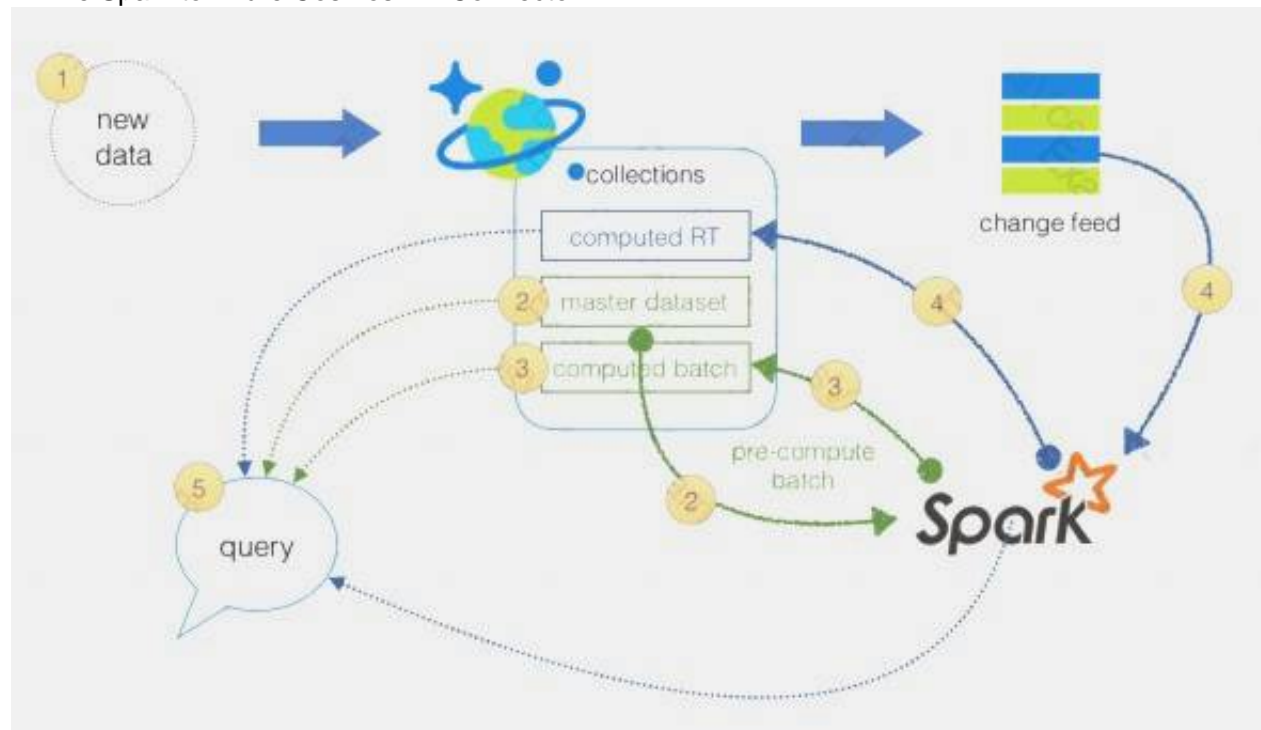 1
new
data
collections
computed RT
change feed
4
4
2
master dataset
3
computed batch
3
pre-compute
batch
2
5
query
Spark